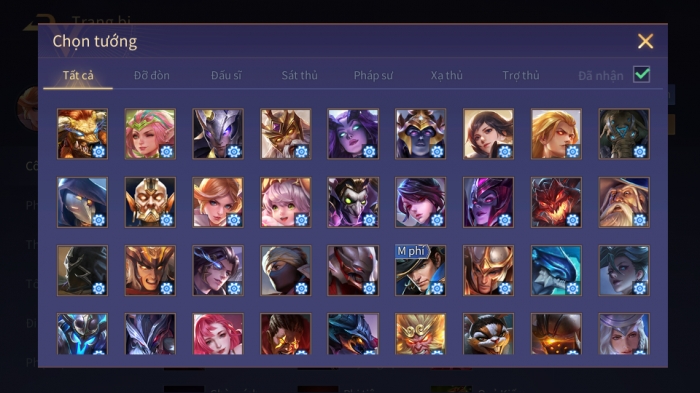 Trang bị
Chọn tướng
Tất cả Đỡ đòn Đấu sĩ Sát thủ Pháp sư Xạ thủ Trợ thủ Đã nhận
M phí